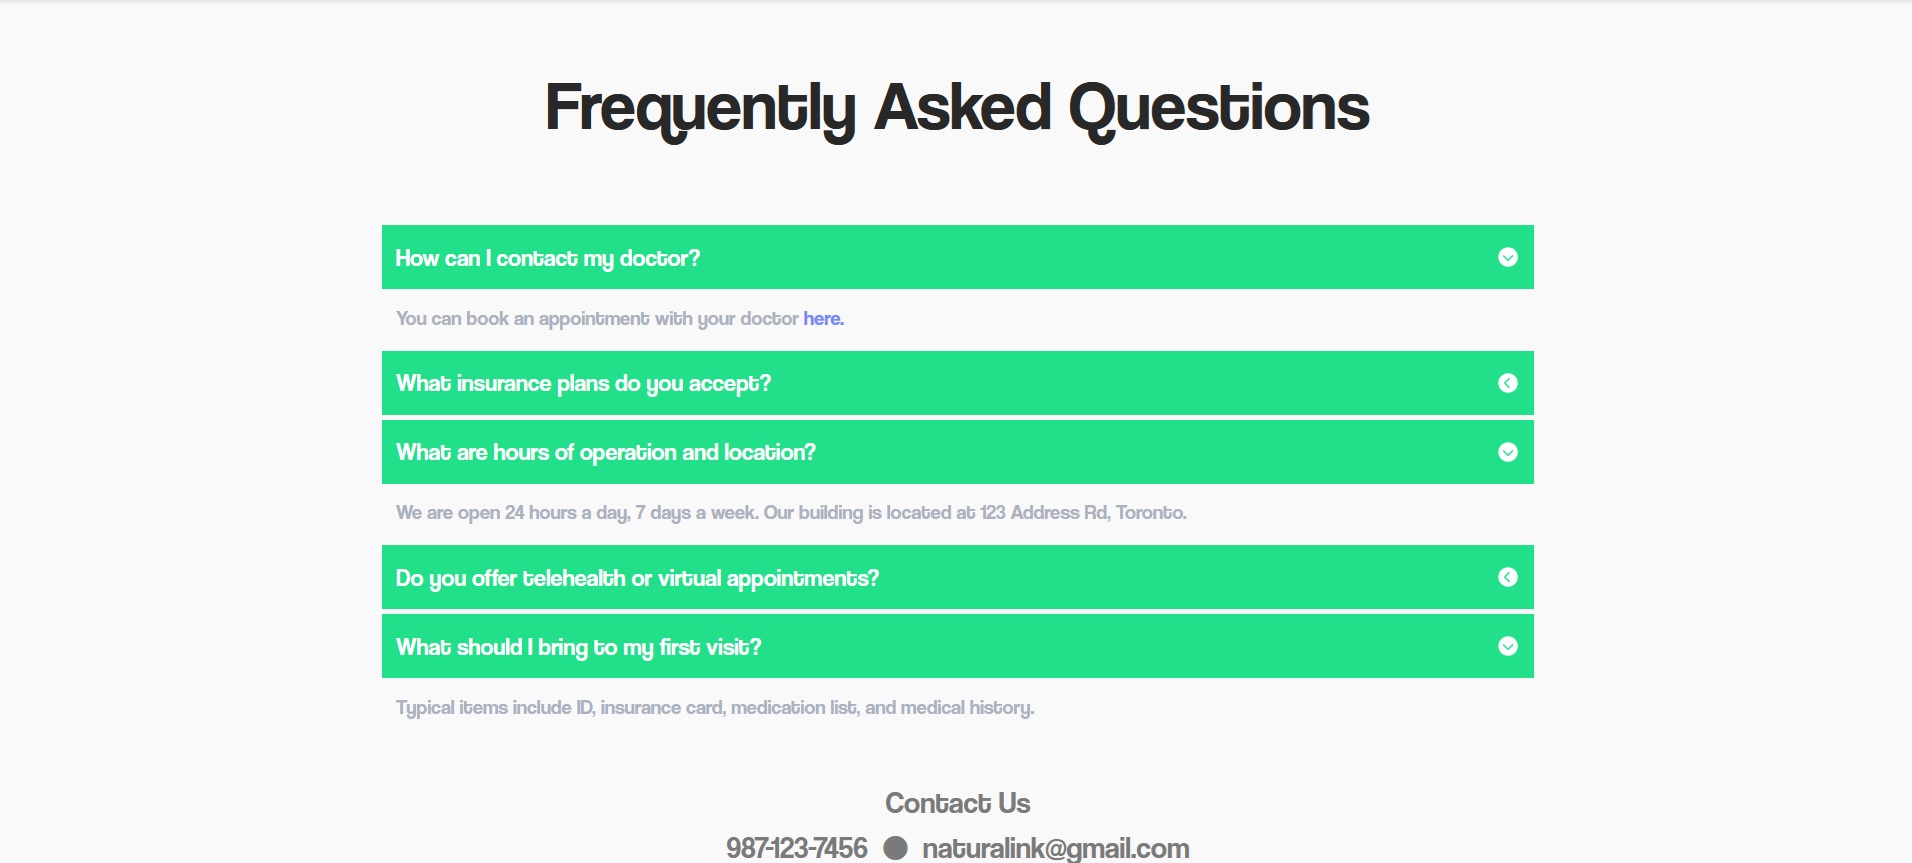 Frequently Asked Questions
How can I contact my doctor?
You can book an appointment with your doctor here.
What insurance plans do you accept?
What are hours of operation and location?
We are open 24 hours a day, 7 days a week. Our building is located at 123 Address Rd, Toronto.
Do you offer telehealth or virtual appointments?
What should I bring to my first visit?
Typical items include ID, insurance card, medication list, and medical history.
Contact Us
987-123-7456 ● naturalink@gmail.com